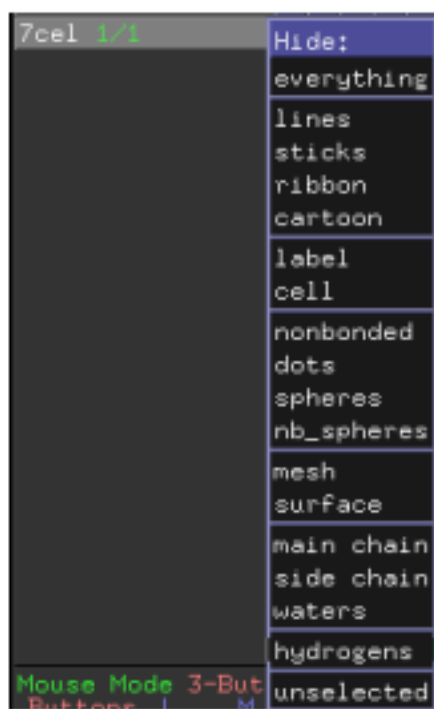 7cel 1/1
Hide:
everything
lines
sticks
ribbon
cartoon
label
cell
nonbonded
dots
spheres
nb_spheres
mesh
surface
main chain
side chain
waters
hydrogens
unselected
Mouse Mode 3-But
Buttons L M